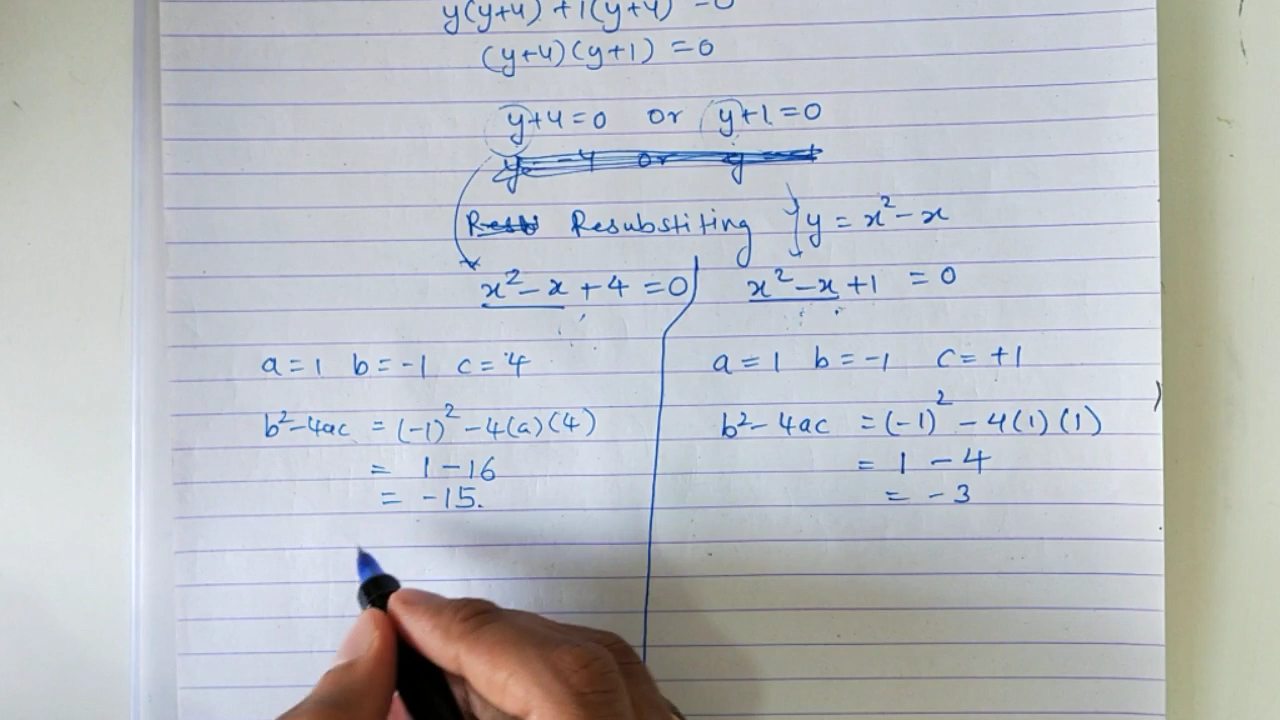 y(y+4) + 1(y+4) = 0
(y+4)(y+1) = 0
y+4=0 or y+1=0
y = -4 or y
Resubstiting y = x² - x
x² - x + 4 = 0 x² - x + 1 = 0
a = 1 b = -1 c = 4
b² - 4ac = (-1)² - 4(a)(4)
= 1 - 16
= -15.
a = 1 b = -1 c = +1
b² - 4ac = (-1)² - 4(1)(1)
= 1 - 4
= -3